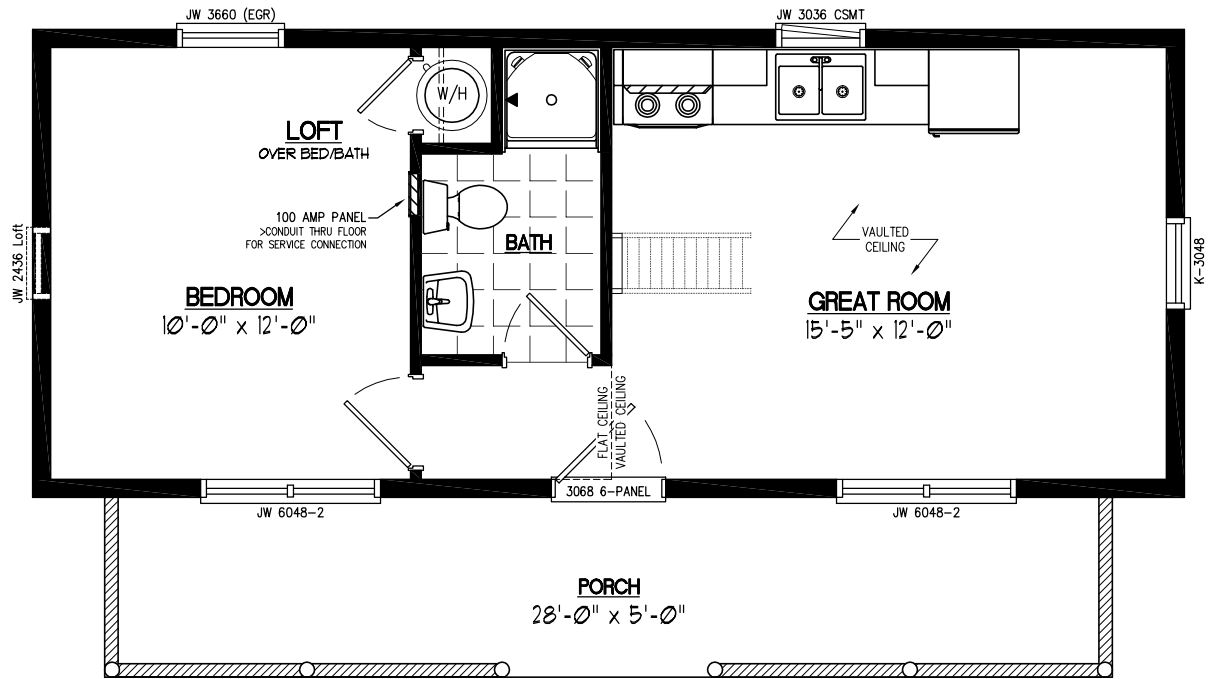 JW 3660 (EGR)
JW 3036 CSMT
W/H
LOFT
OVER BED/BATH
100 AMP PANEL
>CONDUIT THRU FLOOR
FOR SERVICE CONNECTION
BATH
VAULTED
CEILING
JW 2436 Loft
K-3048
BEDROOM
10'-0" x 12'-0"
GREAT ROOM
15'-5" x 12'-0"
FLAT CEILING
VAULTED CEILING
3068 6-PANEL
JW 6048-2
JW 6048-2
PORCH
28'-0" x 5'-0"